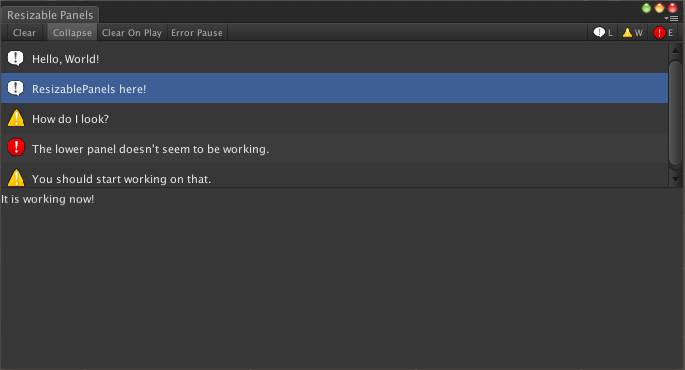 Resizable Panels
Clear Collapse Clear On Play Error Pause L W E
Hello, World!
ResizablePanels here!
How do I look?
The lower panel doesn't seem to be working.
You should start working on that.
It is working now!